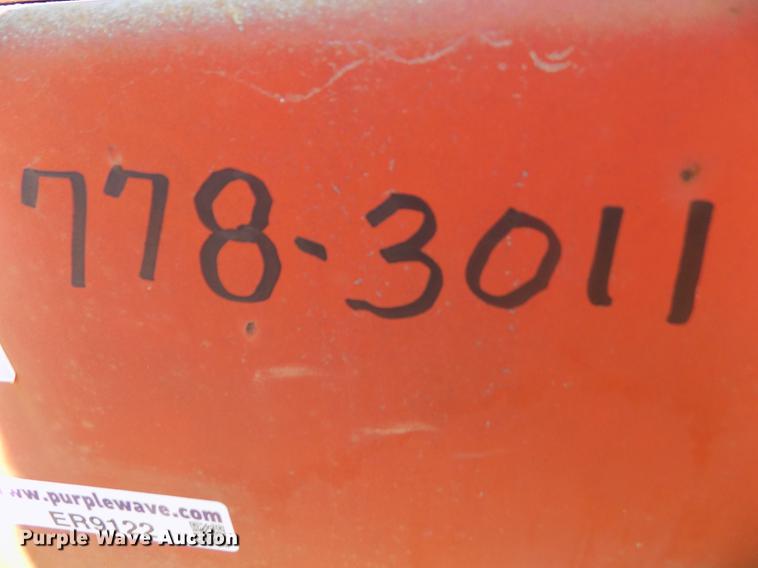 778-3011
www.purplewave.com
ER9122
Purple Wave Auction